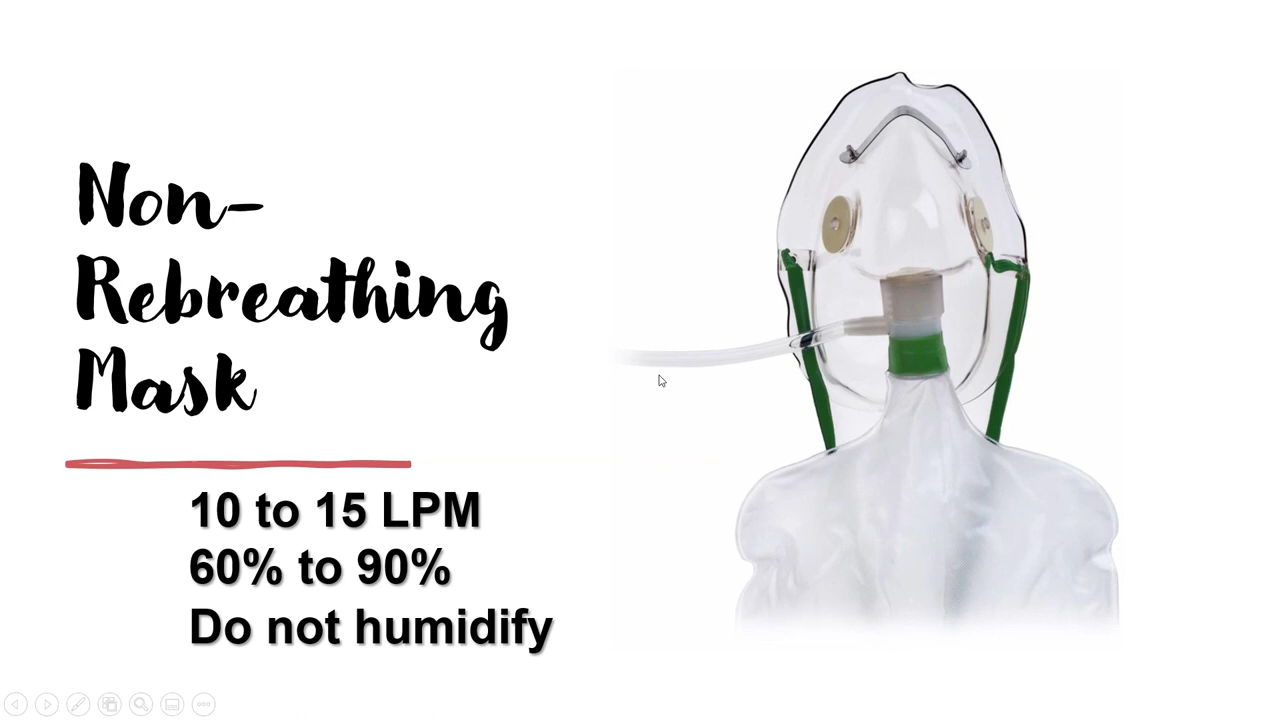 Non-
Rebreathing
Mask
10 to 15 LPM
60% to 90%
Do not humidify